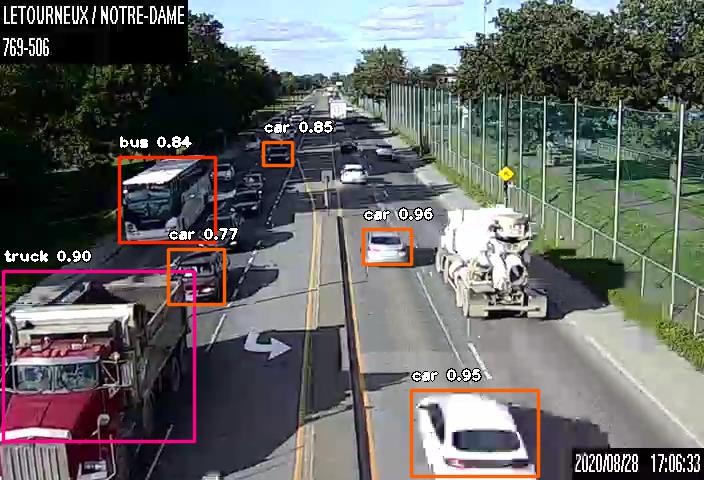 LETOURNEUX / NOTRE-DAME
769-506
car 0.85
bus 0.84
car 0.96
car 0.77
truck 0.90
car 0.95
2020/08/28 17:06:33